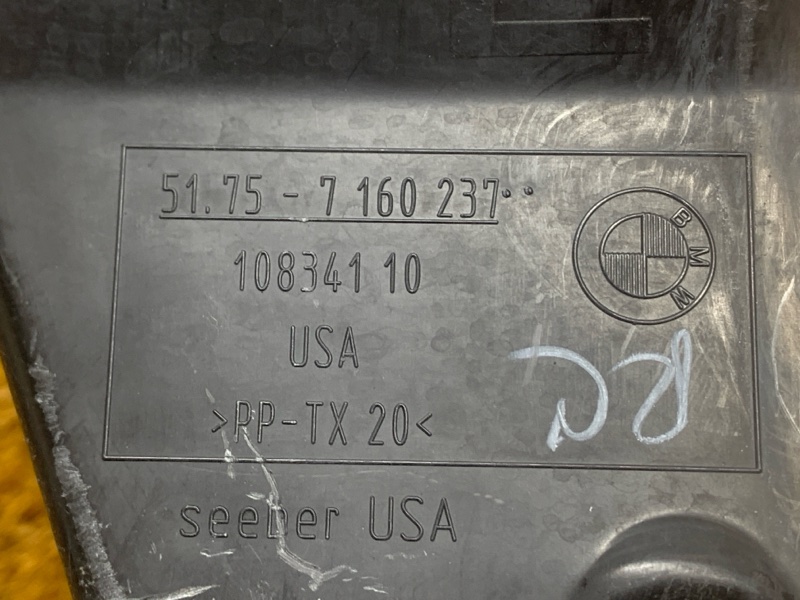 51.75 - 7 160 237
BMW
108341 10
USA
>PP-TX 20<
seeber USA